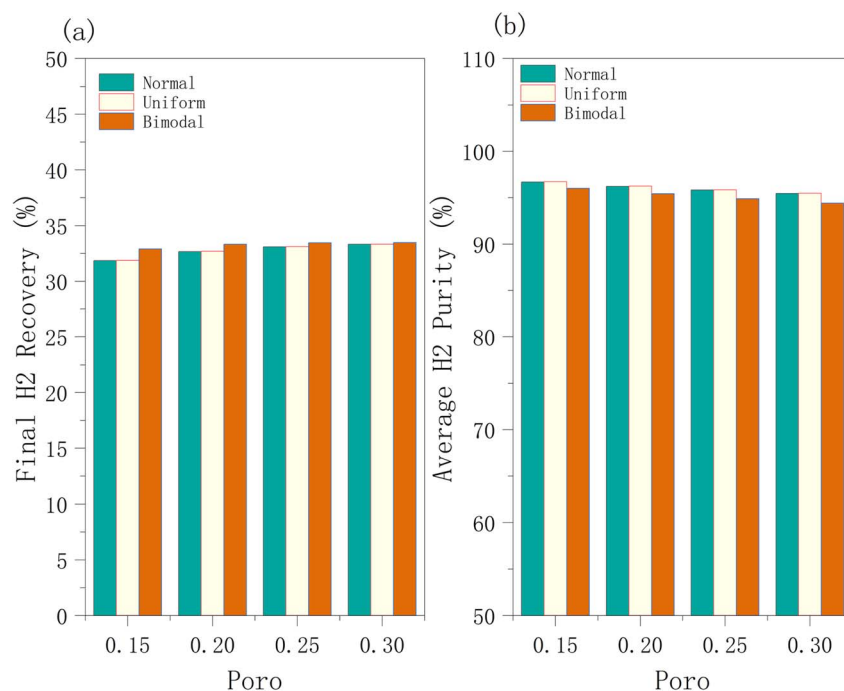 (a)
Final H2 Recovery (%)
50
45
40
35
30
25
20
15
10
5
0
Normal
Uniform
Bimodal
0.15 0.20 0.25 0.30
Poro
(b)
Average H2 Purity (%)
110
100
90
80
70
60
50
Normal
Uniform
Bimodal
0.15 0.20 0.25 0.30
Poro